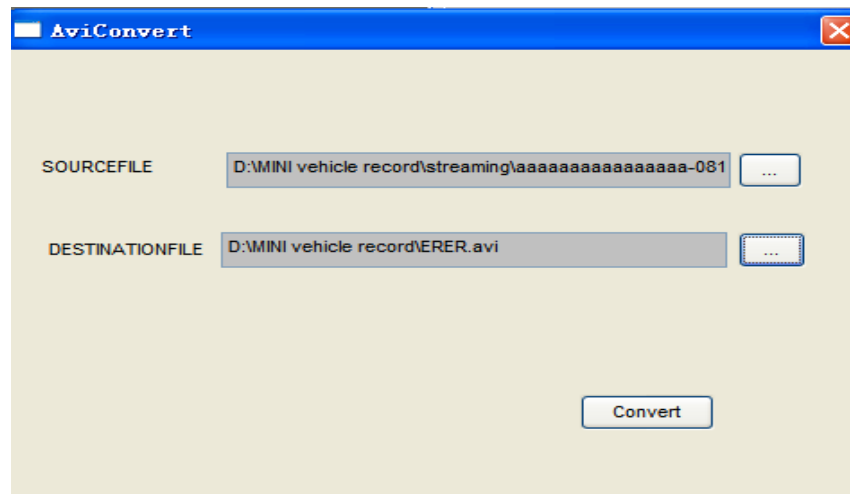 AviConvert
SOURCEFILE D:\MINI vehicle record\streaming\aaaaaaaaaaaaaaaa-081 ...
DESTINATIONFILE D:\MINI vehicle record\ERER.avi ...
Convert